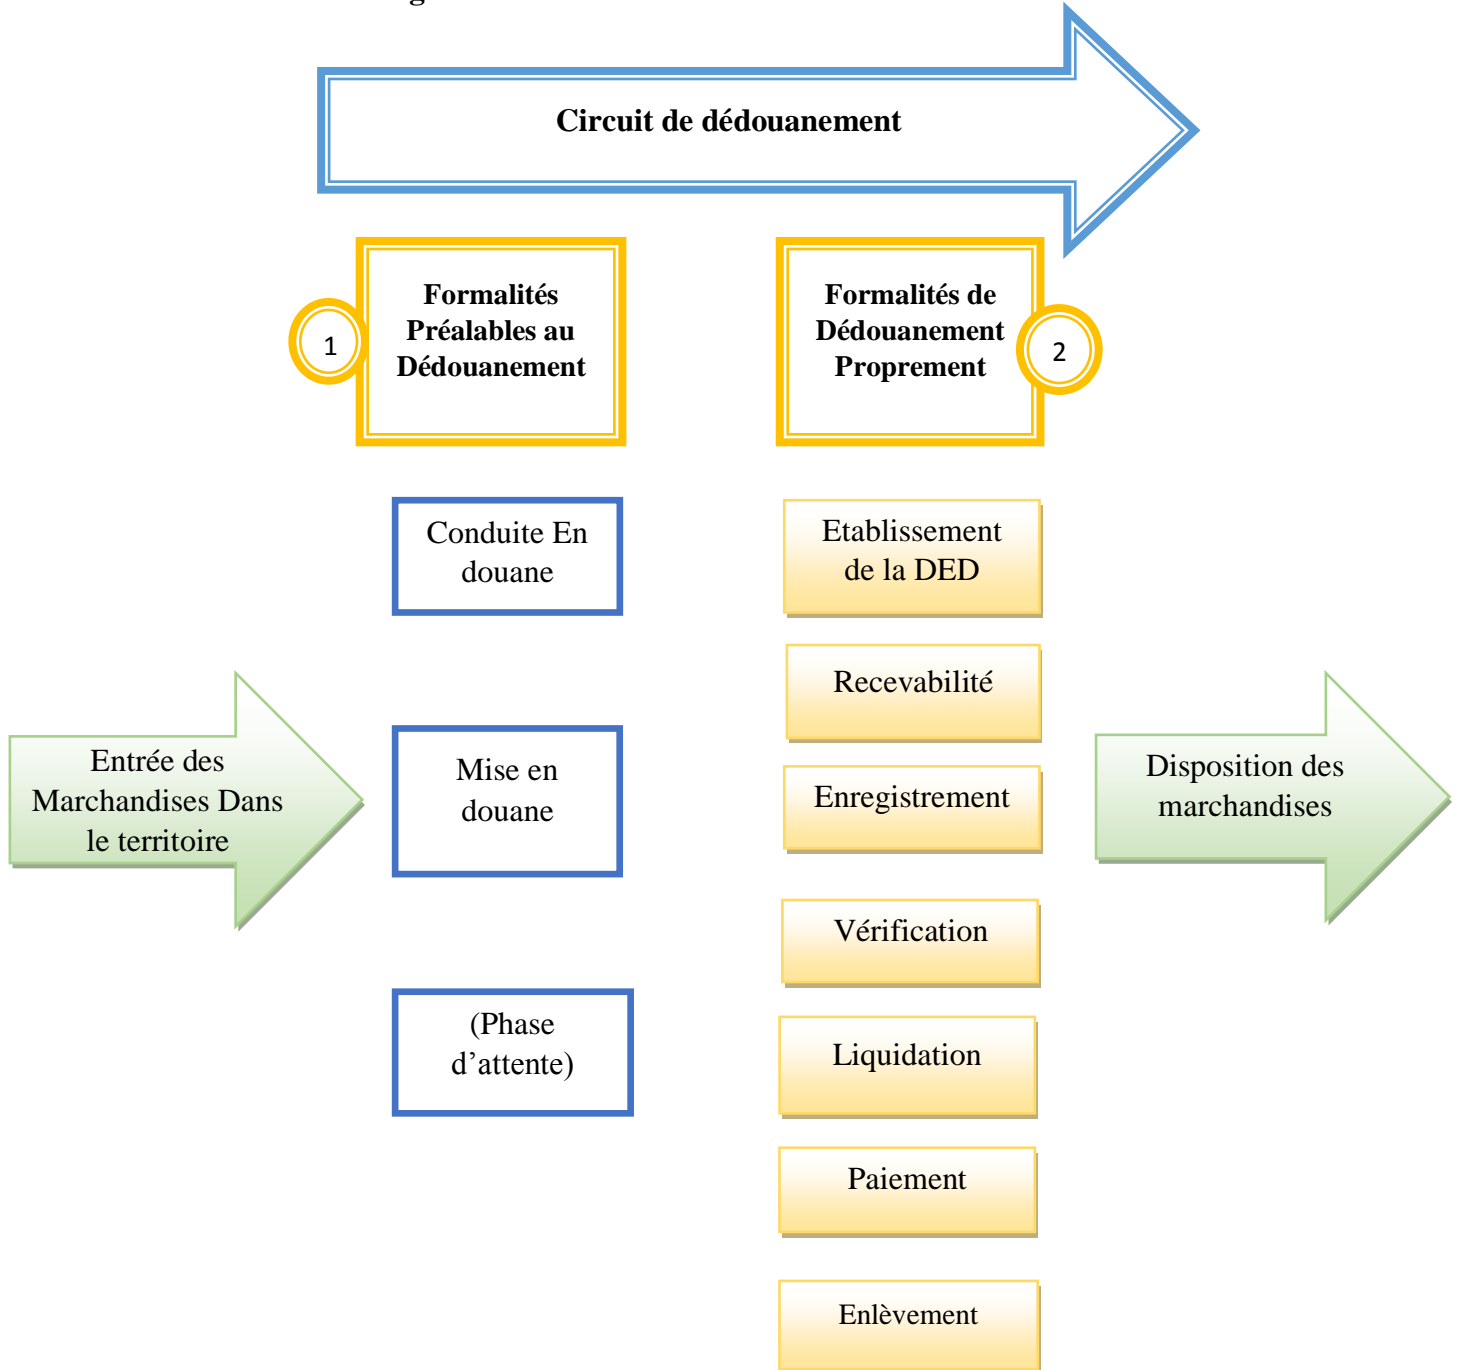 Circuit de dédouanement
Formalités
Préalables au
Dédouanement
1
Formalités de
Dédouanement
Proprement
2
Conduite En
douane
Mise en
douane
(Phase
d’attente)
Etablissement
de la DED
Recevabilité
Enregistrement
Vérification
Liquidation
Paiement
Enlèvement
Entrée des
Marchandises Dans
le territoire
Disposition des
marchandises